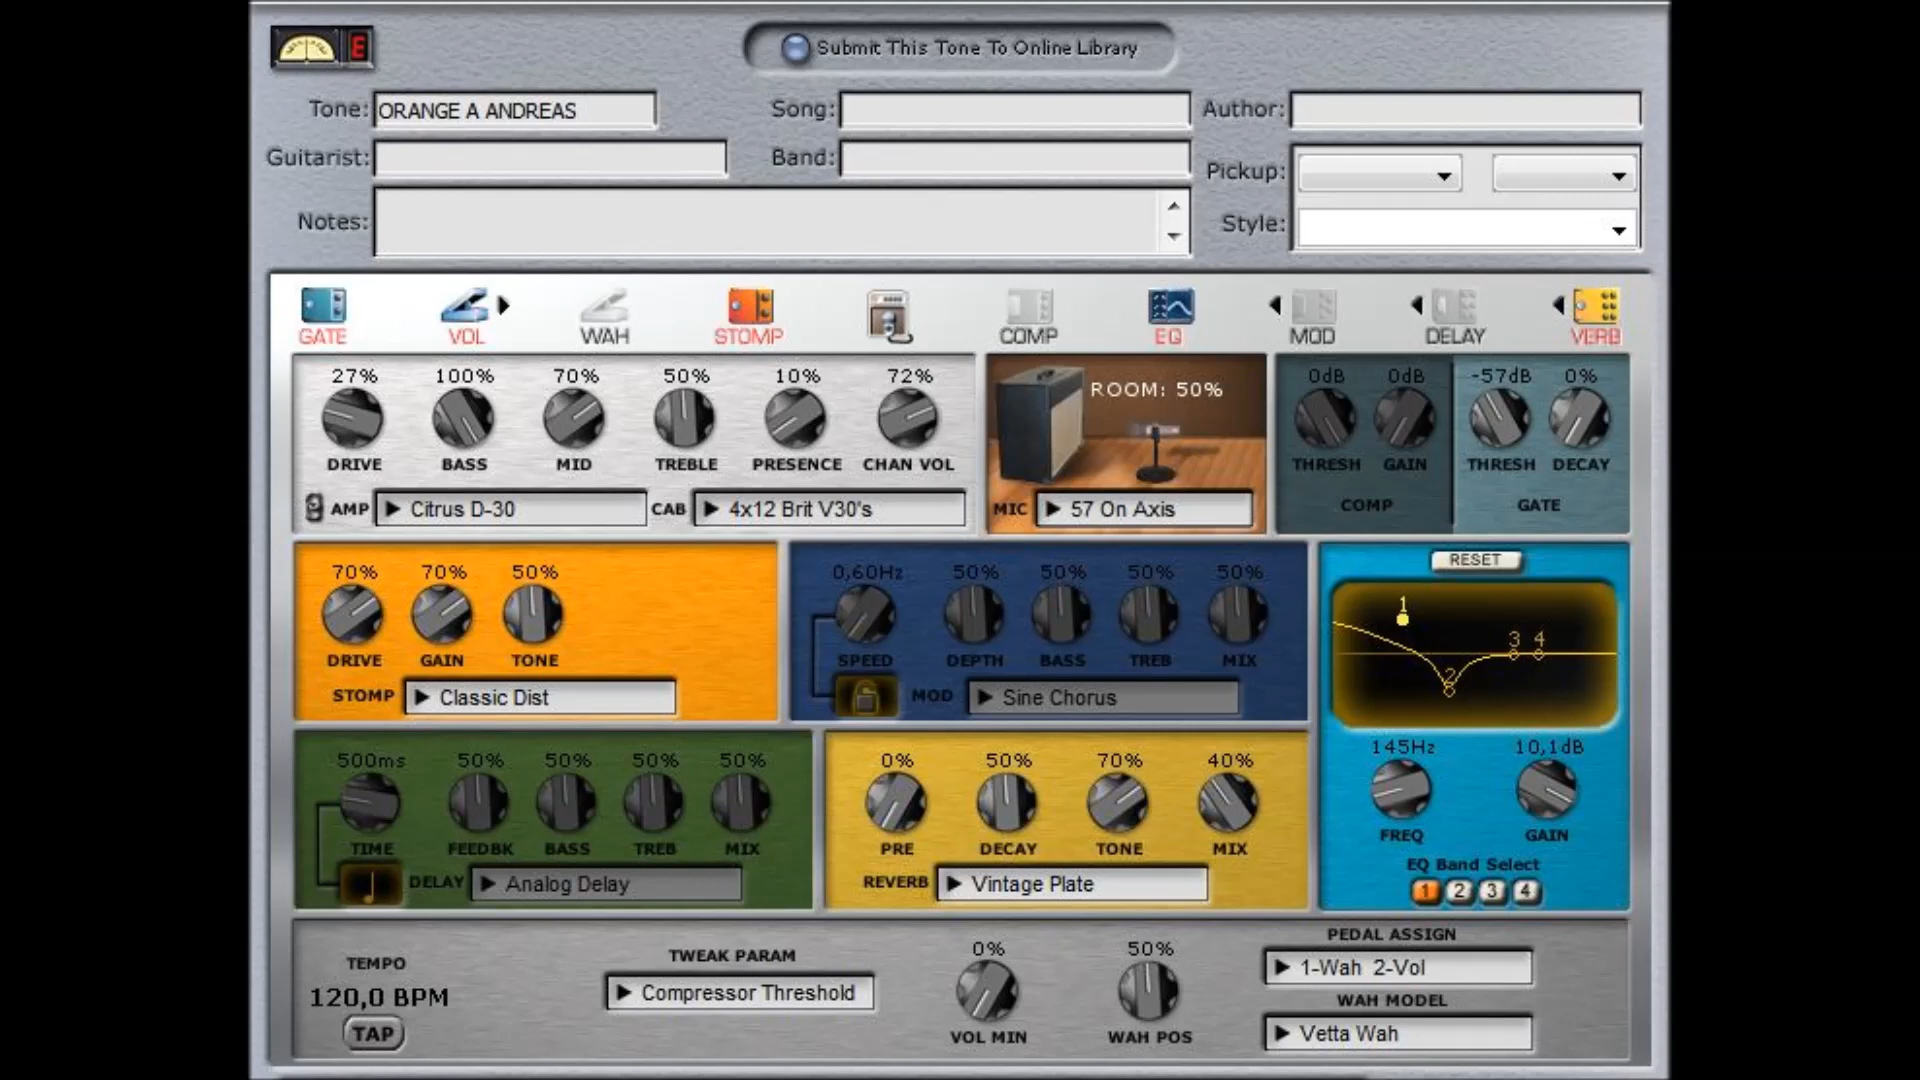 E
Submit This Tone To Online Library
Tone: ORANGE A ANDREAS Song: Author:
Guitarist: Band: Pickup:
Notes: Style:
GATE VOL WAH STOMP COMP EQ MOD DELAY VERB
27% 100% 70% 50% 10% 72%
DRIVE BASS MID TREBLE PRESENCE CHAN VOL
AMP Citrus D-30 CAB 4x12 Brit V30's
ROOM: 50%
MIC 57 On Axis
0dB 0dB -57dB 0%
THRESH GAIN THRESH DECAY
COMP GATE
70% 70% 50%
DRIVE GAIN TONE
STOMP Classic Dist
0,60Hz 50% 50% 50% 50%
SPEED DEPTH BASS TREB MIX
MOD Sine Chorus
RESET
1
2
3 4
145Hz 10,1dB
FREQ GAIN
EQ Band Select
1 2 3 4
500ms 50% 50% 50% 50%
TIME FEEDBK BASS TREB MIX
DELAY Analog Delay
0% 50% 70% 40%
PRE DECAY TONE MIX
REVERB Vintage Plate
TEMPO
120,0 BPM
TAP
TWEAK PARAM
Compressor Threshold
0% 50%
VOL MIN WAH POS
PEDAL ASSIGN
1-Wah 2-Vol
WAH MODEL
Vetta Wah